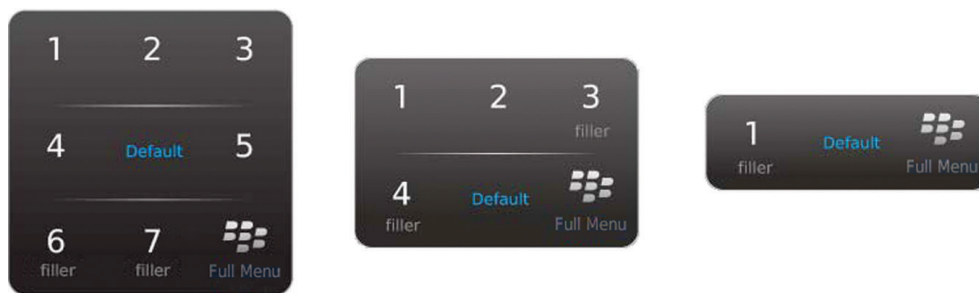 1 2 3
4 Default 5
6 7
filler filler Full Menu
1 2 3
filler
4 Default
filler Full Menu
1 Default
filler Full Menu